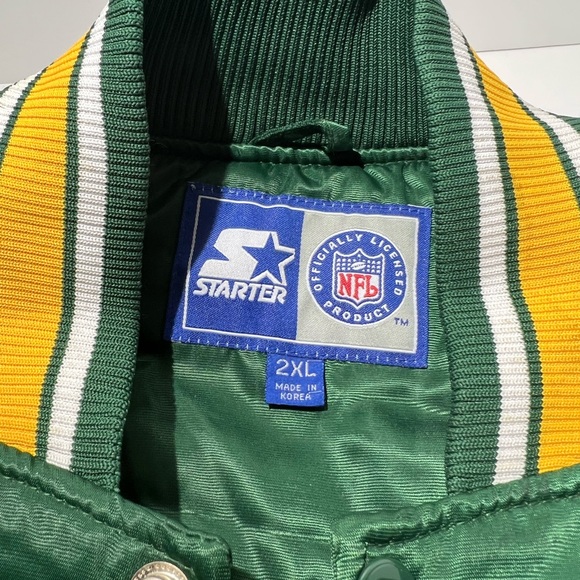 STARTER
OFFICIALLY LICENSED
NFL
PRODUCT
TM
2XL
MADE IN
KOREA